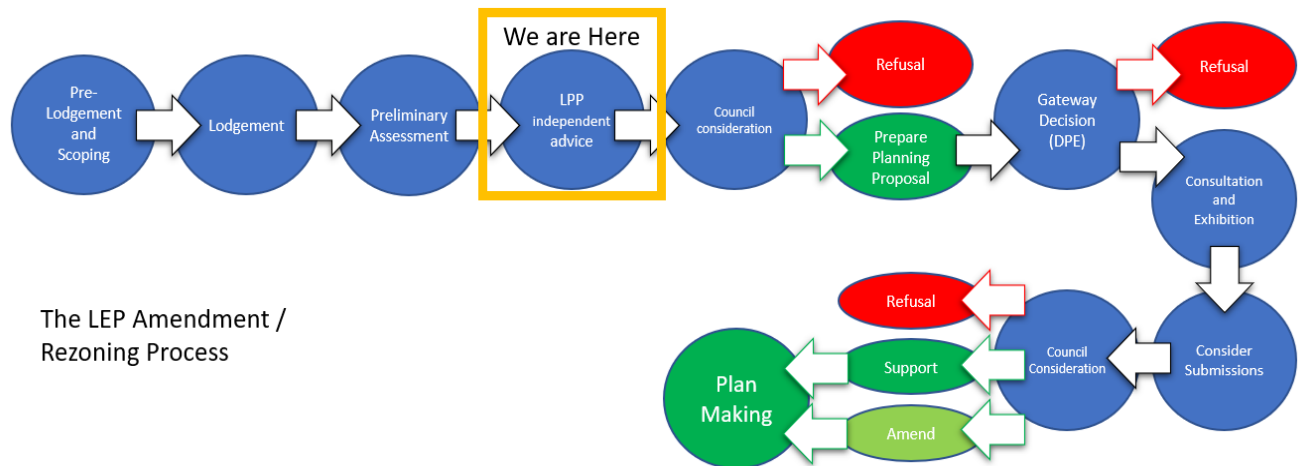 We are Here
Pre-
Lodgement
and
Scoping
Lodgement
Preliminary
Assessment
LPP
independent
advice
Council
consideration
Refusal
Prepare
Planning
Proposal
Gateway
Decision
(DPE)
Refusal
Consultation
and
Exhibition
Consider
Submissions
Council
Consideration
Refusal
Support
Amend
Plan
Making
The LEP Amendment /
Rezoning Process